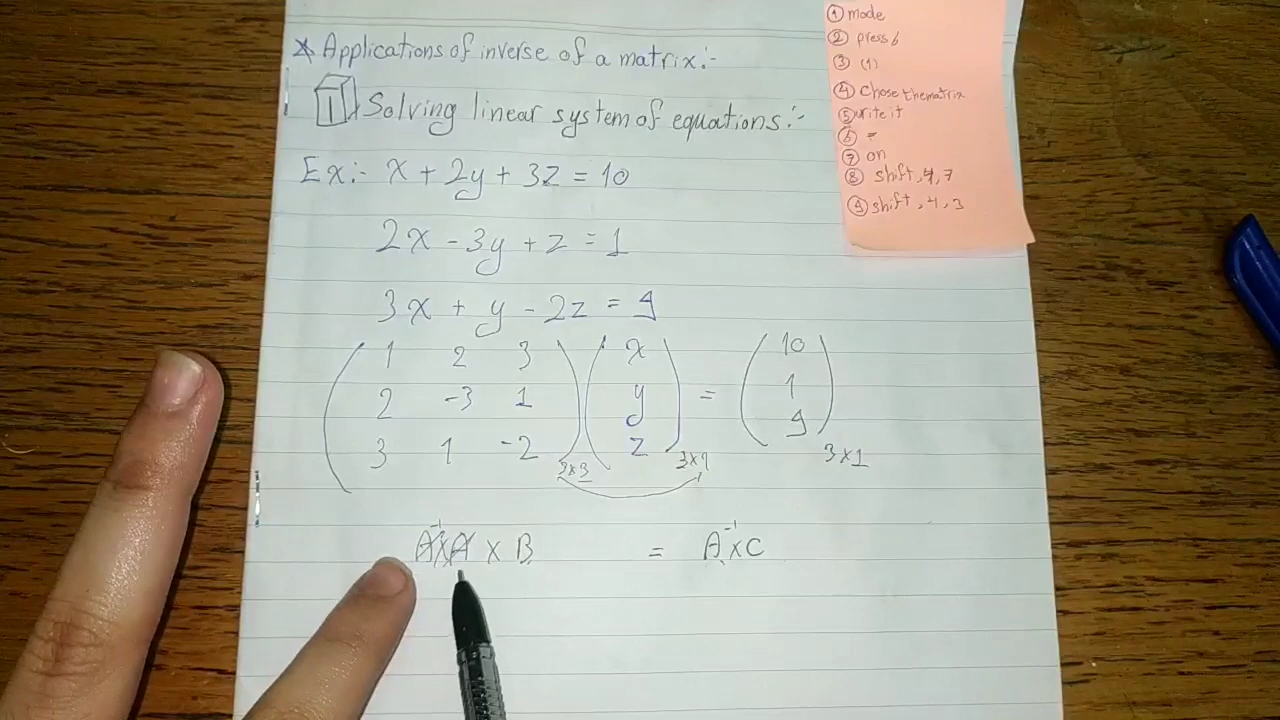 * Applications of inverse of a matrix:-
1 Solving linear system of equations:-
Ex:- x + 2y + 3z = 10
2x - 3y + z = 1
3x + y - 2z = 9
( 1 2 3 ) ( x ) = ( 10 )
2 -3 1 y 1
3 1 -2 z 9
3x3 3x1 3x1
A⁻¹xA x B = A⁻¹xC
① mode
② press 6
③ (1)
④ chose the matrix
⑤ write it
⑥ =
⑦ on
⑧ shift, 4, 7
⑨ shift, 4, 3